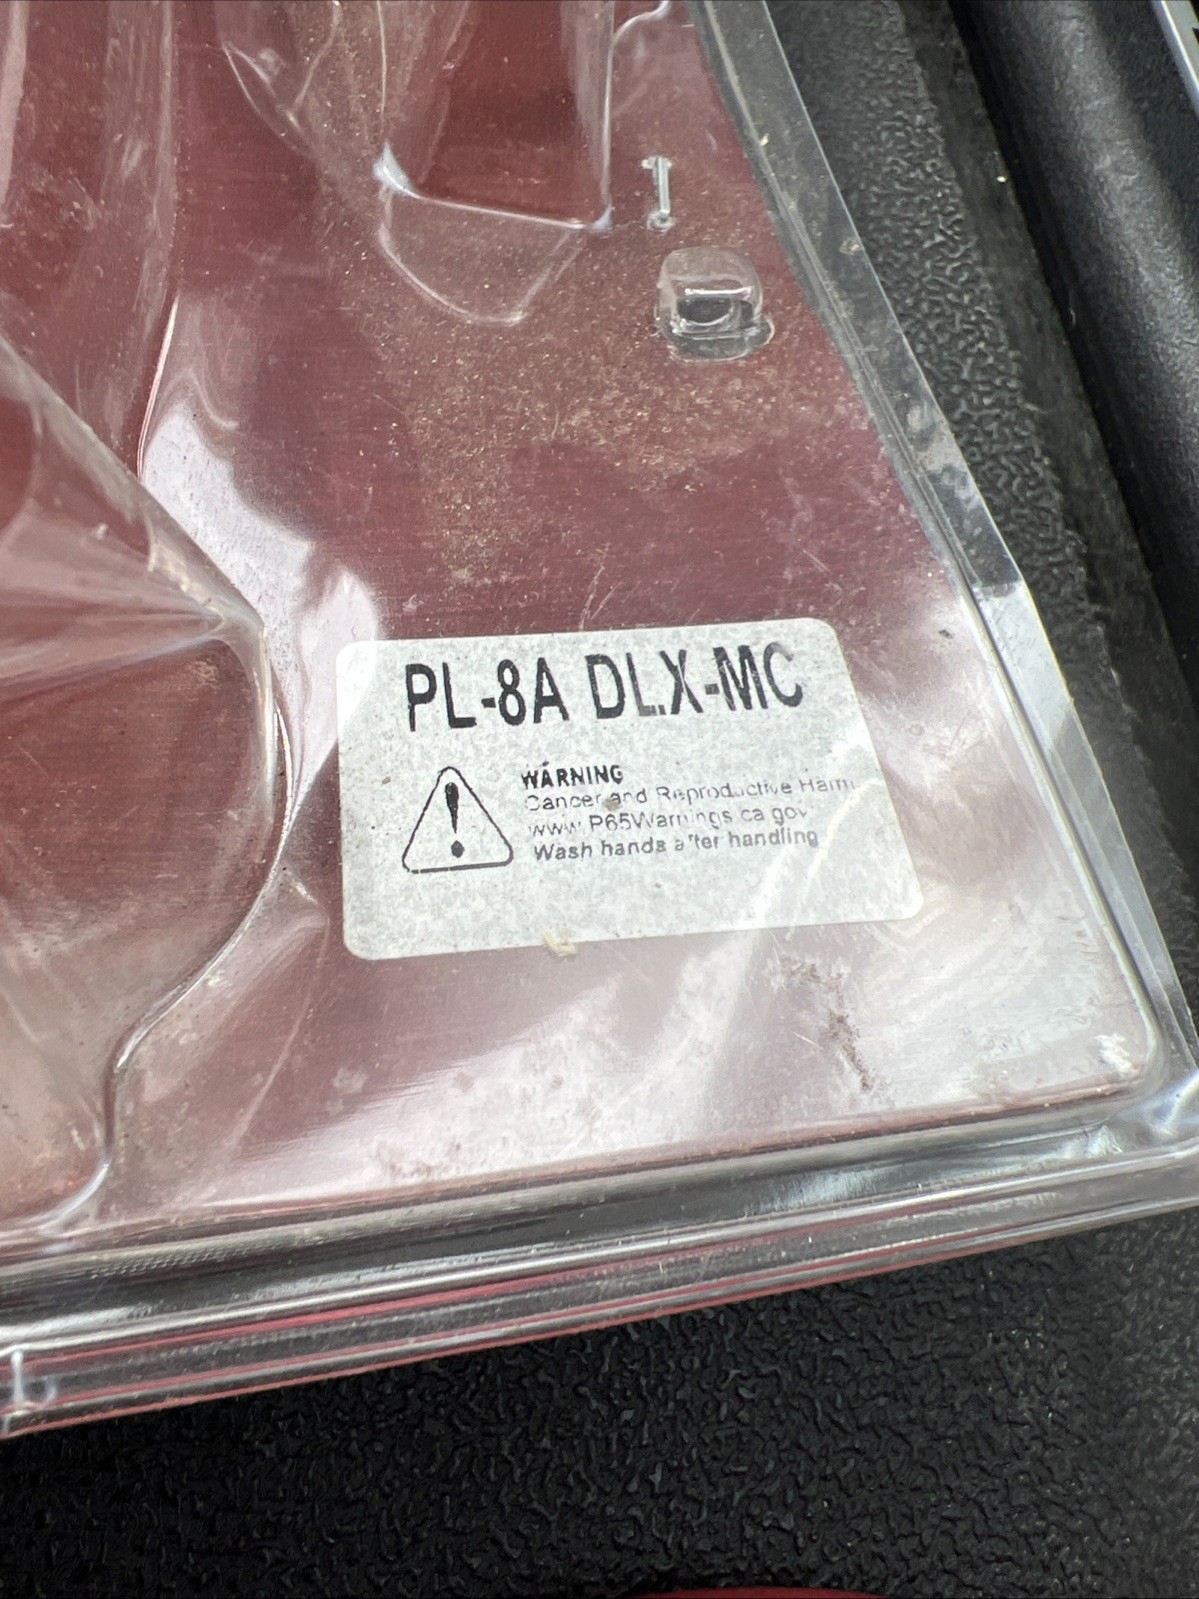 PL-8A DLX-MC
WARNING
Cancer and Reproductive Harm
www.P65Warnings.ca.gov
Wash hands after handling